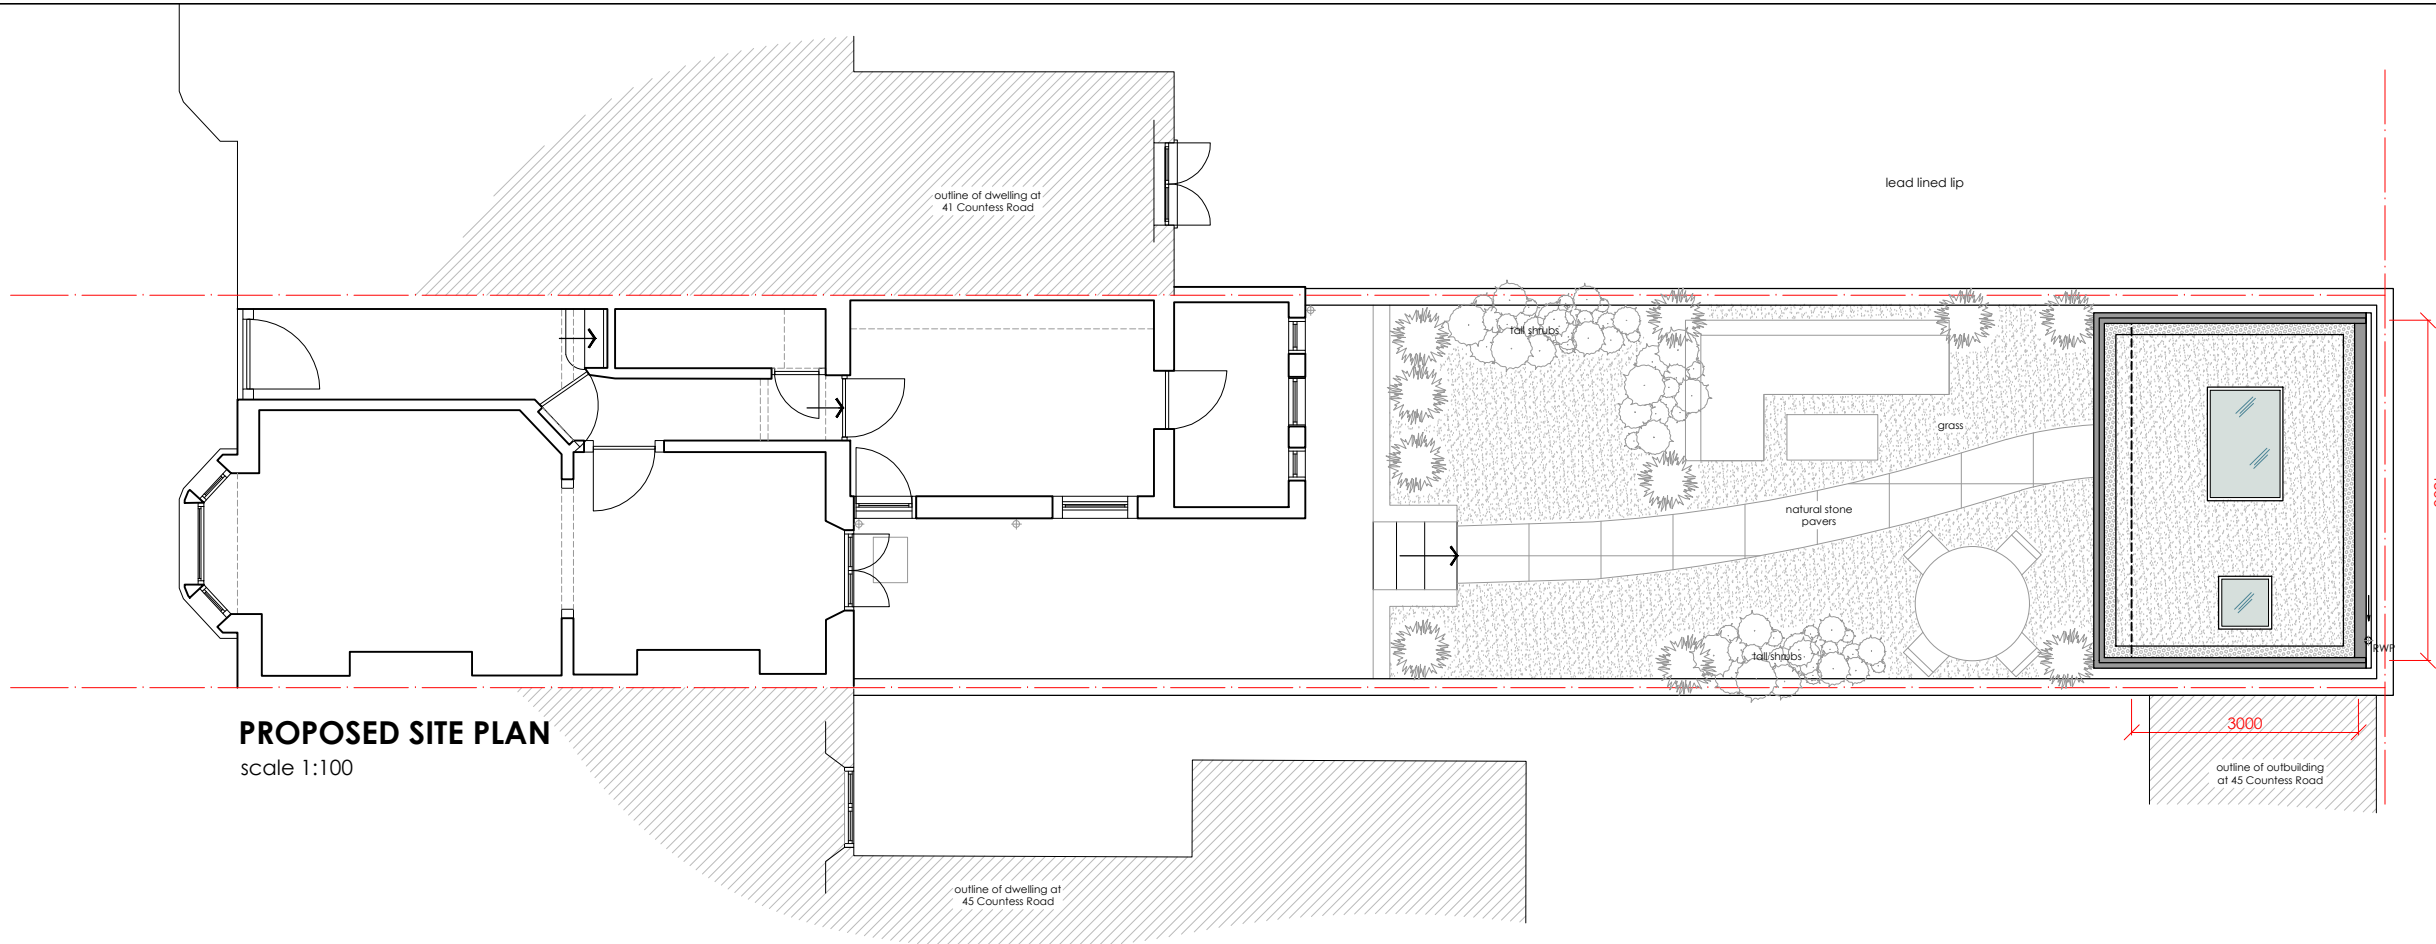 outline of dwelling at
41 Countess Road
lead lined lip
tall shrubs
grass
natural stone
pavers
tall shrubs
RWP
3000
PROPOSED SITE PLAN
scale 1:100
outline of outbuilding
at 45 Countess Road
outline of dwelling at
45 Countess Road